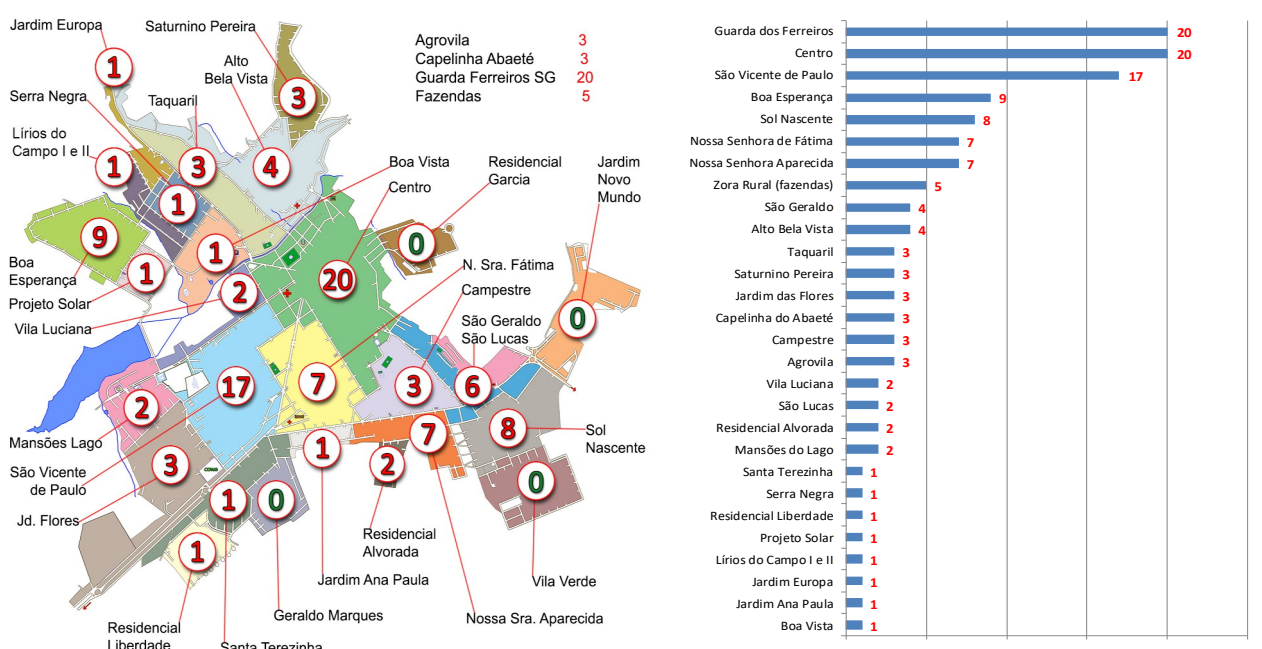 Jardim Europa
Saturnino Pereira
Agrovila 3
Capelinha Abaeté 3
Guarda Ferreiros SG 20
Fazendas 5
Alto
Bela Vista
1
Serra Negra
Taquaril
3
Lírios do
Campo I e II
1
3
4
Boa Vista
Centro
Residencial
Garcia
Jardim
Novo
Mundo
1
9
1
0
Boa
Esperança
1
20
N. Sra. Fátima
Projeto Solar
2
Campestre
Vila Luciana
São Geraldo
São Lucas
0
17
7
3
6
2
Mansões Lago
7
8
Sol
Nascente
São Vicente
de Paulo
3
1
2
0
Jd. Flores
1
0
1
Residencial
Alvorada
Jardim Ana Paula
Vila Verde
Geraldo Marques
Nossa Sra. Aparecida
Residencial
Liberdade
Santa Terezinha
Guarda dos Ferreiros 20
Centro 20
São Vicente de Paulo 17
Boa Esperança 9
Sol Nascente 8
Nossa Senhora de Fátima 7
Nossa Senhora Aparecida 7
Zora Rural (fazendas) 5
São Geraldo 4
Alto Bela Vista 4
Taquaril 3
Saturnino Pereira 3
Jardim das Flores 3
Capelinha do Abaeté 3
Campestre 3
Agrovila 3
Vila Luciana 2
São Lucas 2
Residencial Alvorada 2
Mansões do Lago 2
Santa Terezinha 1
Serra Negra 1
Residencial Liberdade 1
Projeto Solar 1
Lírios do Campo I e II 1
Jardim Europa 1
Jardim Ana Paula 1
Boa Vista 1